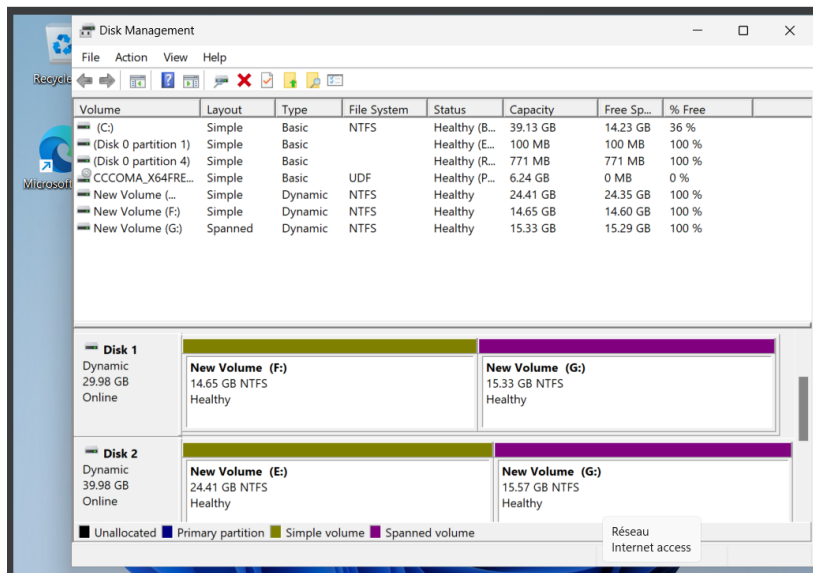 Disk Management
File Action View Help
Recycle
Microsoft
Volume Layout Type File System Status Capacity Free Sp... % Free
(C:) Simple Basic NTFS Healthy (B... 39.13 GB 14.23 GB 36 %
(Disk 0 partition 1) Simple Basic Healthy (E... 100 MB 100 MB 100 %
(Disk 0 partition 4) Simple Basic Healthy (R... 771 MB 771 MB 100 %
CCCOMA_X64FRE... Simple Basic UDF Healthy (P... 6.24 GB 0 MB 0 %
New Volume (... Simple Dynamic NTFS Healthy 24.41 GB 24.35 GB 100 %
New Volume (F:) Simple Dynamic NTFS Healthy 14.65 GB 14.60 GB 100 %
New Volume (G:) Spanned Dynamic NTFS Healthy 15.33 GB 15.29 GB 100 %
Disk 1
Dynamic
29.98 GB
Online
New Volume (F:)
14.65 GB NTFS
Healthy
New Volume (G:)
15.33 GB NTFS
Healthy
Disk 2
Dynamic
39.98 GB
Online
New Volume (E:)
24.41 GB NTFS
Healthy
New Volume (G:)
15.57 GB NTFS
Healthy
Unallocated Primary partition Simple volume Spanned volume
Réseau
Internet access